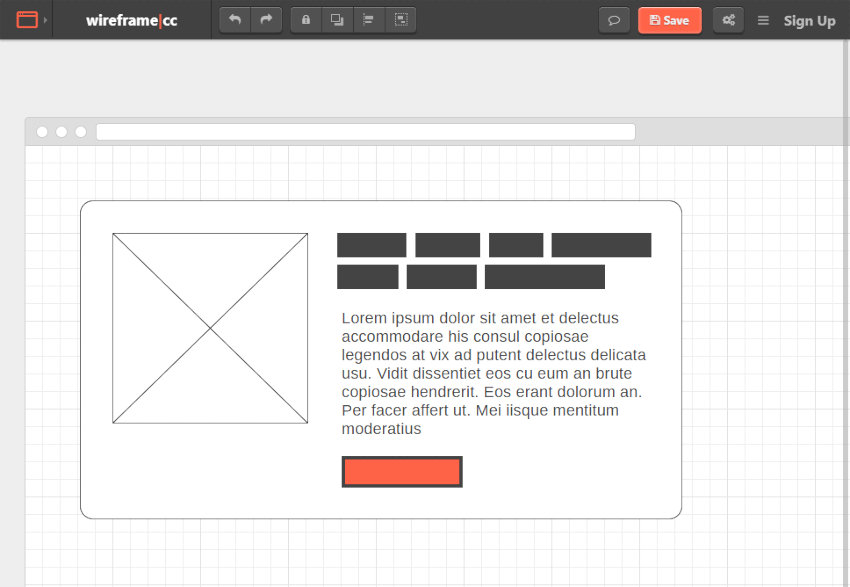 wireframe|cc
Save
Sign Up
Lorem ipsum dolor sit amet et delectus
accommodare his consul copiosae
legendos at vix ad putent delectus delicata
usu. Vidit dissentiet eos cu eum an brute
copiosae hendrerit. Eos erant dolorum an.
Per facer affert ut. Mei iisque mentitum
moderatius